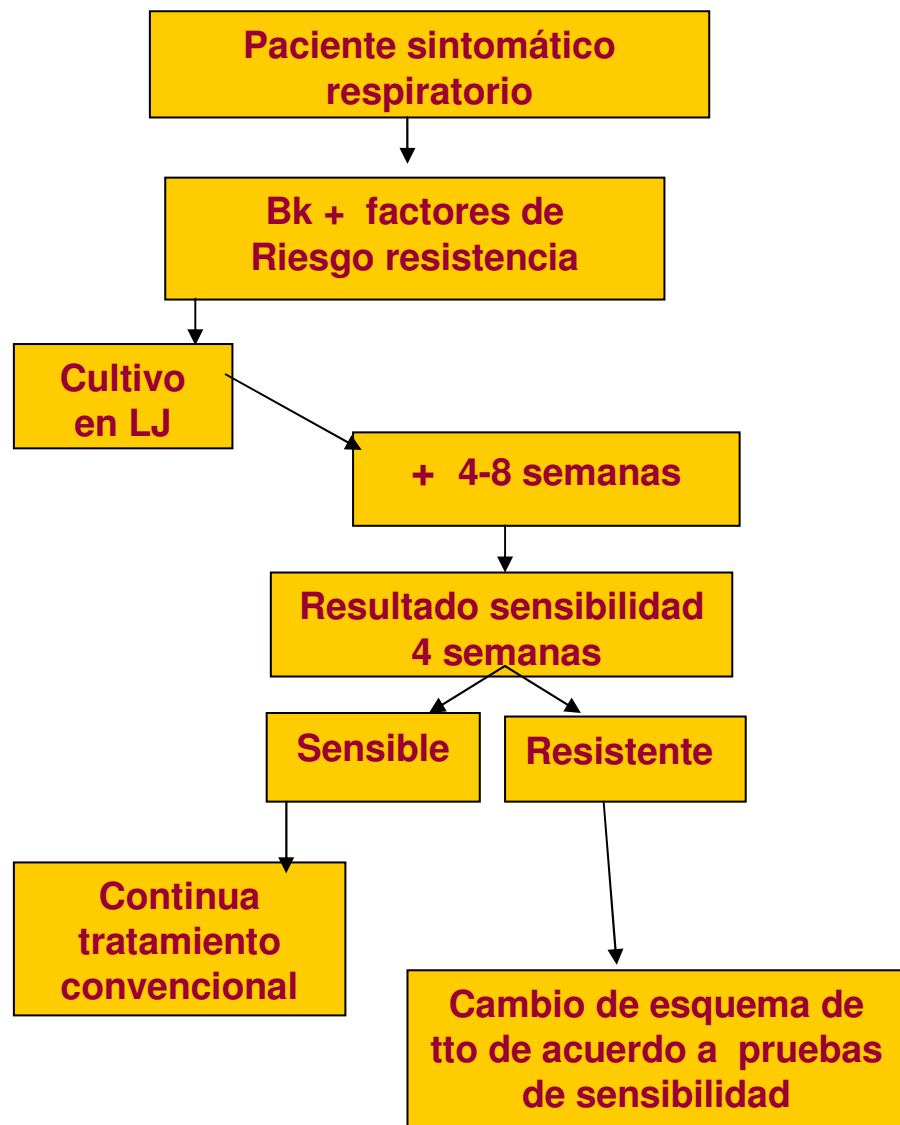 Paciente sintomático
respiratorio
Bk + factores de
Riesgo resistencia
Cultivo
en LJ
+ 4-8 semanas
Resultado sensibilidad
4 semanas
Sensible
Resistente
Continua
tratamiento
convencional
Cambio de esquema de
tto de acuerdo a pruebas
de sensibilidad